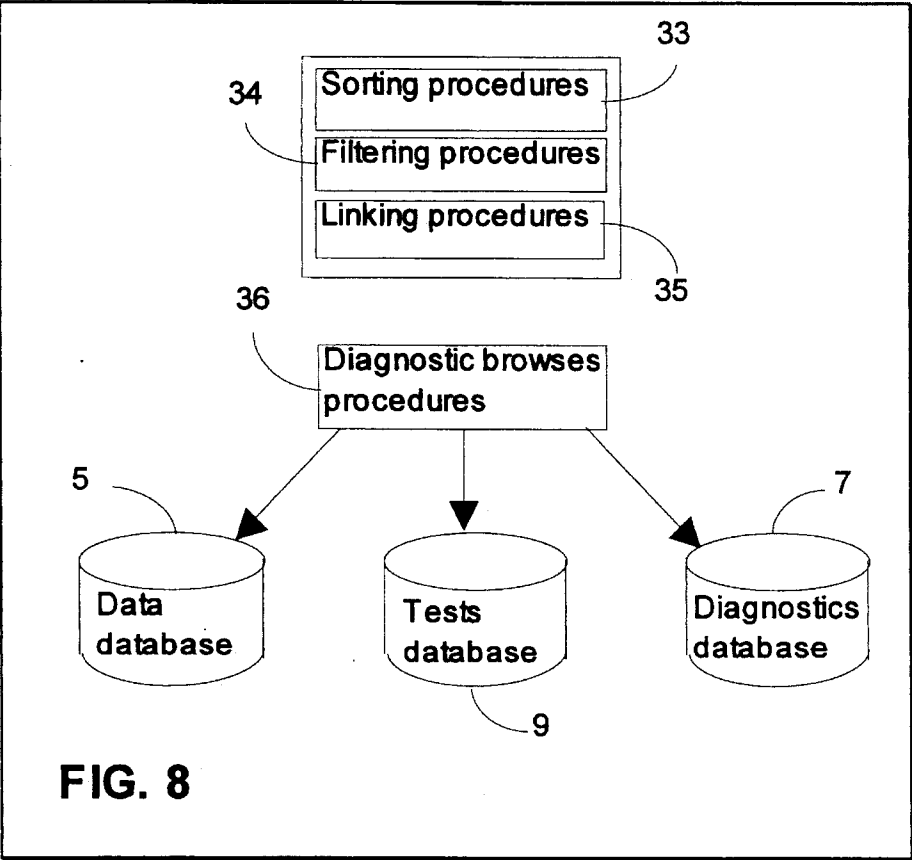 33
Sorting procedures
34
Filtering procedures
Linking procedures
35
36
Diagnostic browses
procedures
5
7
Data
database
Tests
database
Diagnostics
database
9
FIG. 8